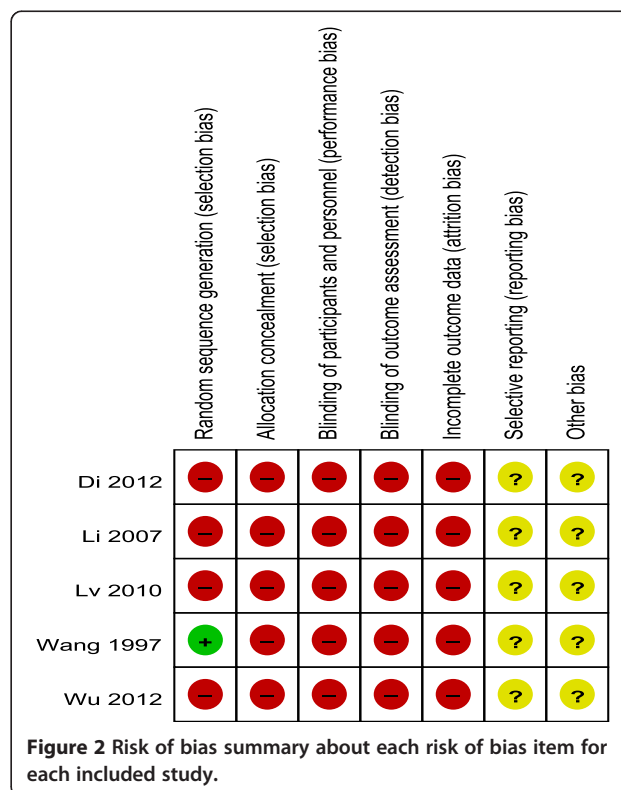 Random sequence generation (selection bias)
Allocation concealment (selection bias)
Blinding of participants and personnel (performance bias)
Blinding of outcome assessment (detection bias)
Incomplete outcome data (attrition bias)
Selective reporting (reporting bias)
Other bias
Di 2012 – – – – – ? ?
Li 2007 – – – – – ? ?
Lv 2010 – – – – – ? ?
Wang 1997 + – – – – ? ?
Wu 2012 – – – – – ? ?
Figure 2 Risk of bias summary about each risk of bias item for
each included study.